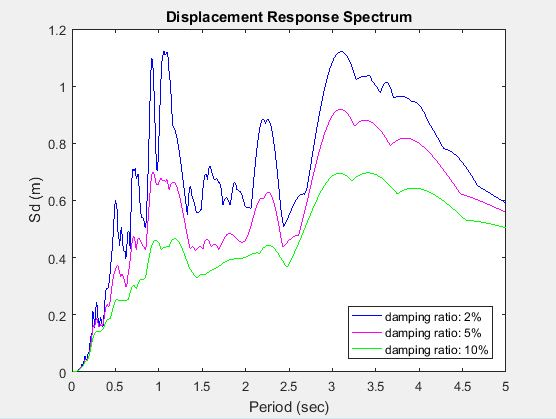 Displacement Response Spectrum
1.2
1
0.8
0.6
0.4
0.2
0
Sd (m)
0 0.5 1 1.5 2 2.5 3 3.5 4 4.5 5
Period (sec)
damping ratio: 2%
damping ratio: 5%
damping ratio: 10%